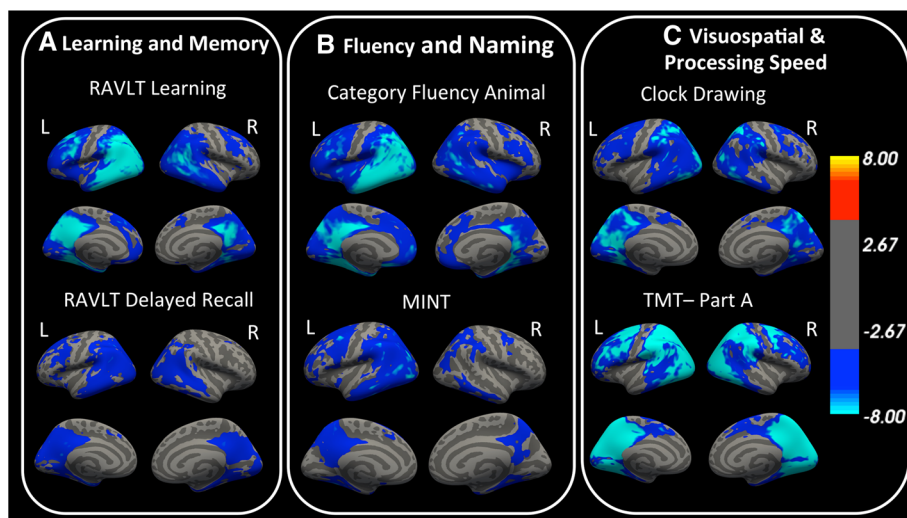 A Learning and Memory
RAVLT Learning
L
R
RAVLT Delayed Recall
L
R
B Fluency and Naming
Category Fluency Animal
L
R
MINT
L
R
C Visuospatial &
Processing Speed
Clock Drawing
L
R
TMT– Part A
L
R
8.00
2.67
-2.67
-8.00